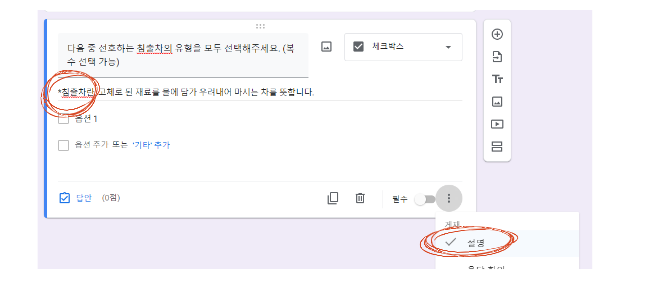 다음 중 선호하는 침출차의 유형을 모두 선택해주세요. (복
수 선택 가능)
체크박스
*침출차란, 고체로 된 재료를 물에 담가 우려내어 마시는 차를 뜻합니다.
옵션 1
옵션 추가 또는 '기타' 추가
답안 (0점)
필수
Tт
설명